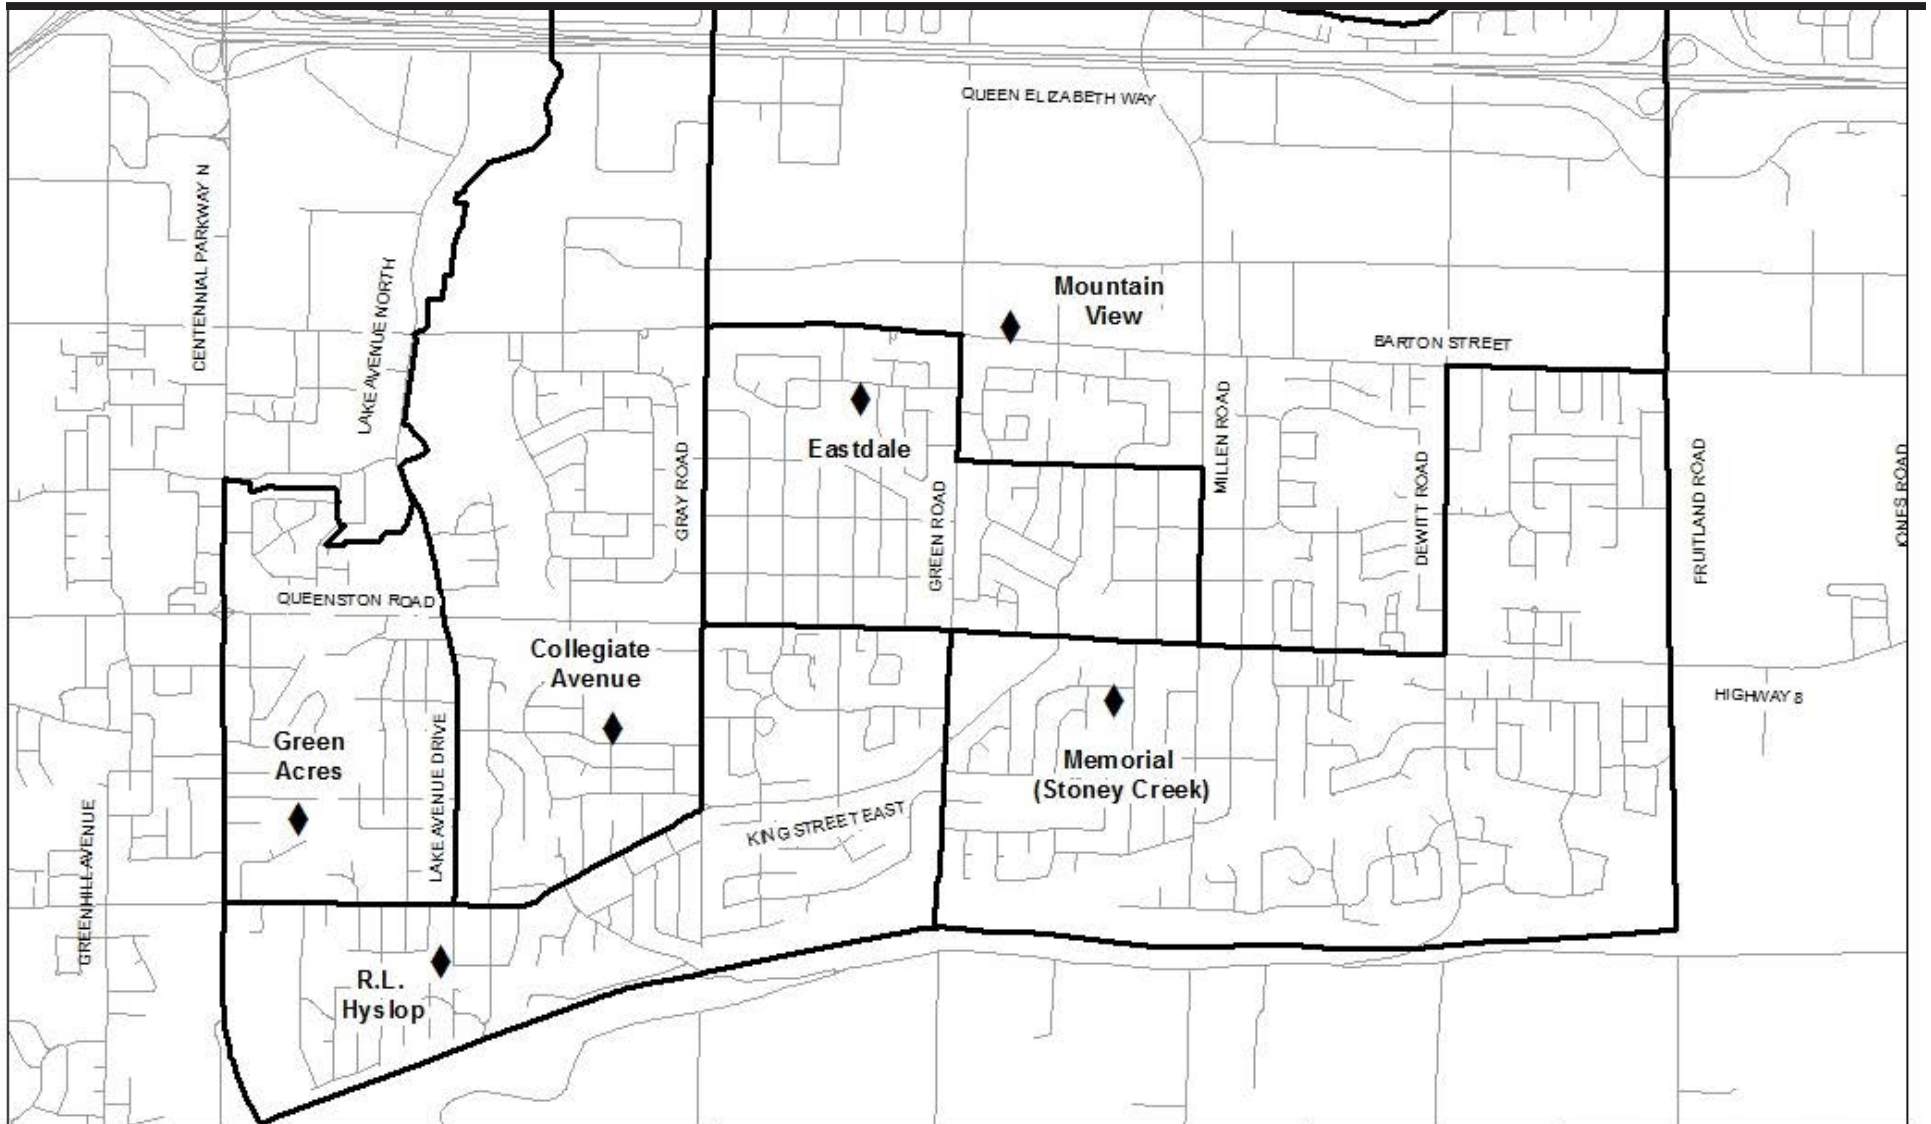 QUEEN ELIZABETH WAY
CENTENNIAL PARKWAY N
LAKE AVENUE NORTH
Mountain
View
BARTON STREET
MILLEN ROAD
Eastdale
GRAY ROAD
GREEN ROAD
DEWITT ROAD
FRUITLAND ROAD
JONES ROAD
QUEENSTON ROAD
Collegiate
Avenue
HIGHWAY 8
Green
Acres
LAKE AVENUE DRIVE
Memorial
(Stoney Creek)
KING STREET EAST
GREENHILL AVENUE
R.L.
Hyslop